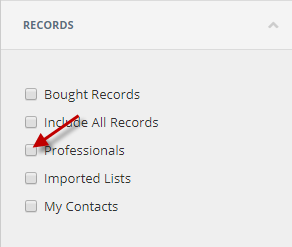 RECORDS
Bought Records
Include All Records
Professionals
Imported Lists
My Contacts